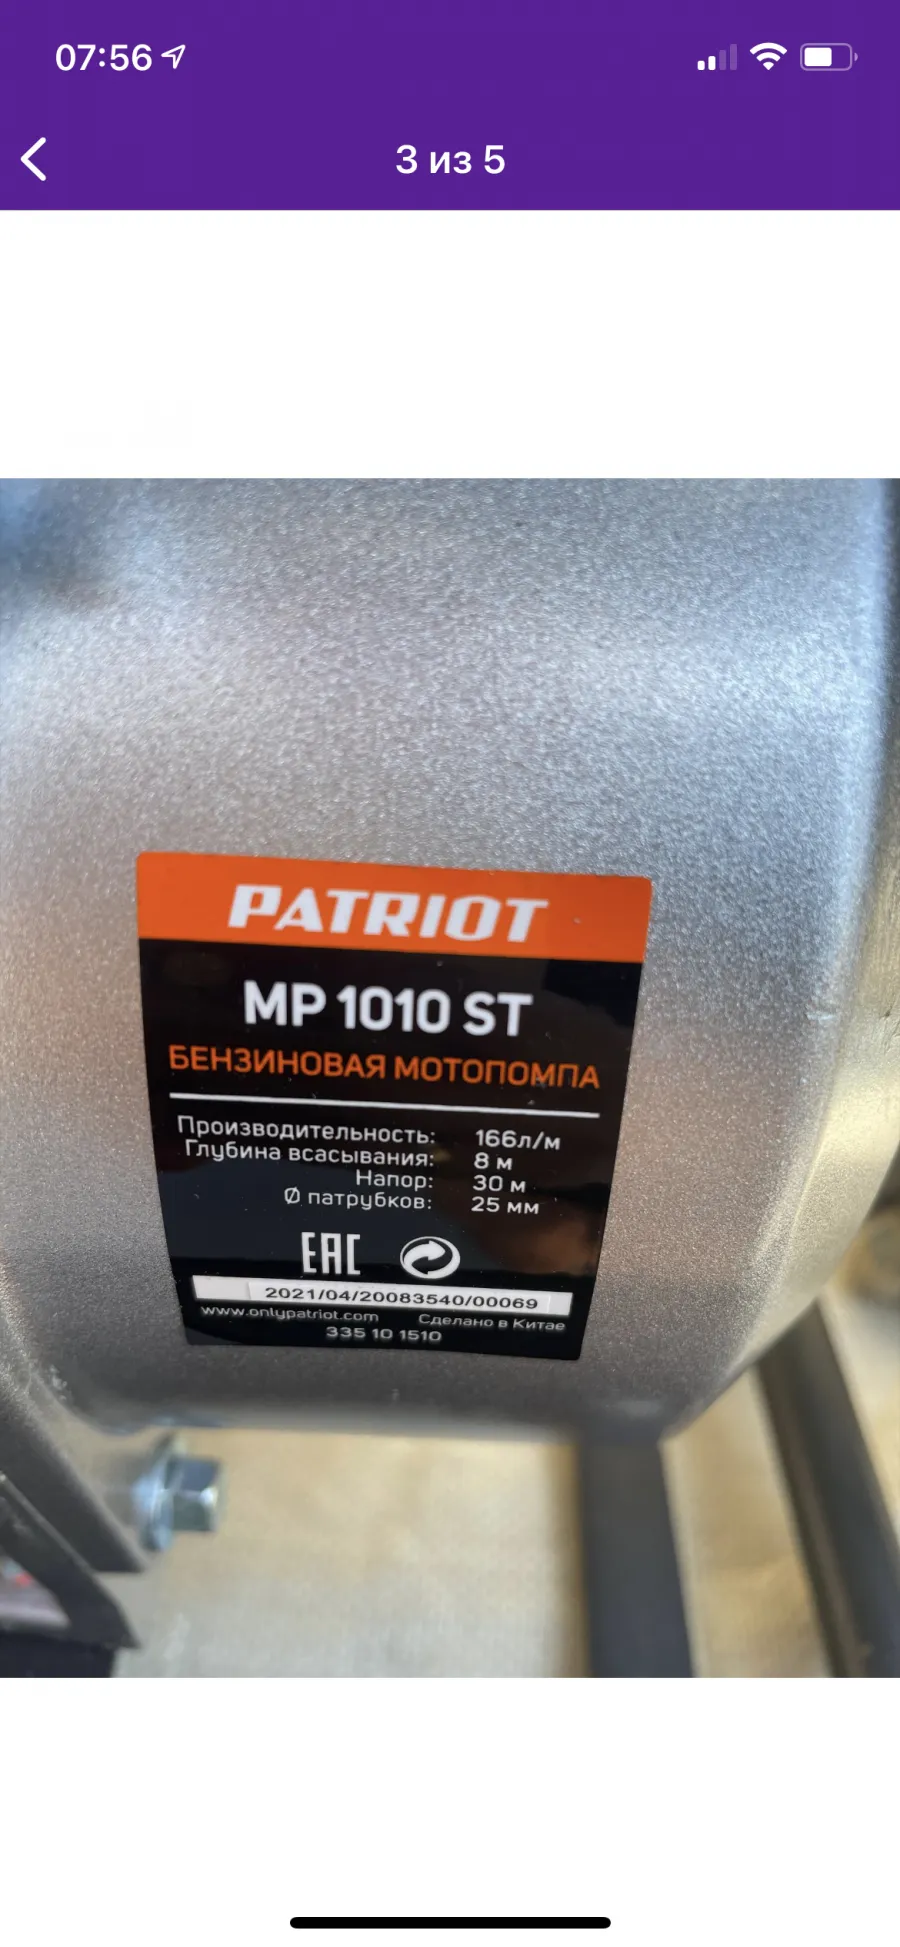 07:56
3 из 5
PATRIOT
MP 1010 ST
БЕНЗИНОВАЯ МОТОПОМПА
Производительность: 166л/м
Глубина всасывания: 8 м
Напор: 30 м
Ø патрубков: 25 мм
EAC
2021/04/20083540/00069
www.onlypatriot.com Сделано в Китае
335 10 1510